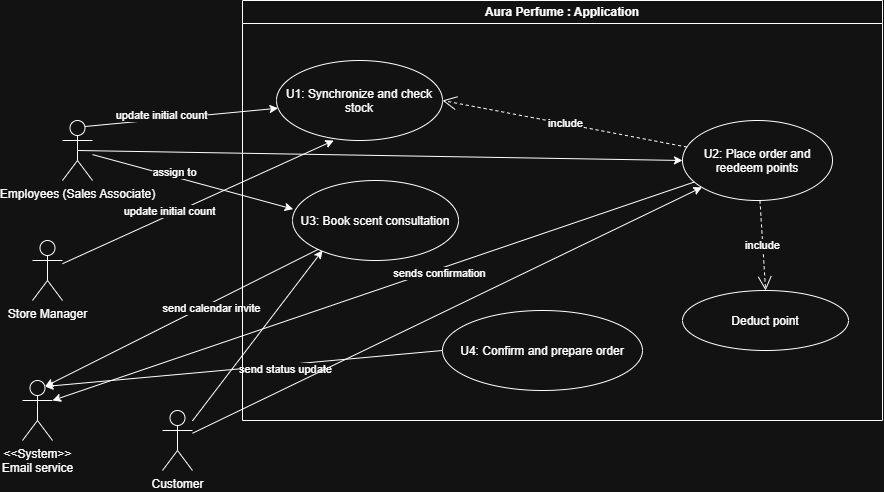 Aura Perfume : Application
U1: Synchronize and check
stock
update initial count
include
U2: Place order and
reedeem points
Employees (Sales Associate)
assign to
update initial count
U3: Book scent consultation
include
sends confirmation
Store Manager
send calendar invite
Deduct point
U4: Confirm and prepare order
send status update
<<System>>
Email service
Customer